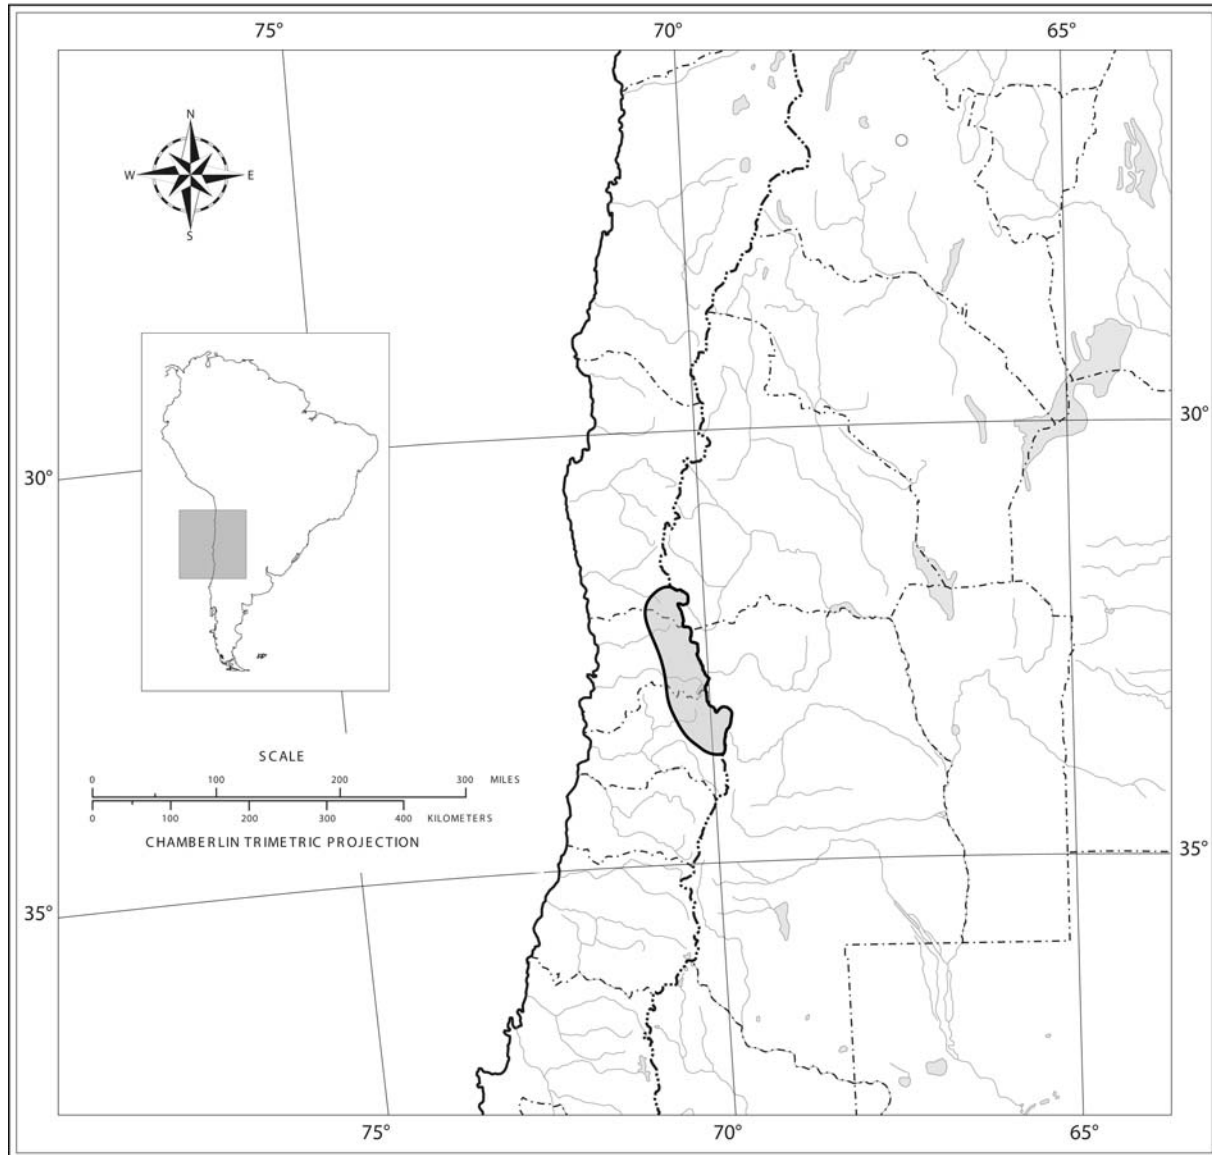 75° 70° 65°
N
W E
S
30°
30°
SCALE
0 100 200 300 MILES
0 100 200 300 400 KILOMETERS
CHAMBERLIN TRIMETRIC PROJECTION
35°
35°
75° 70° 65°